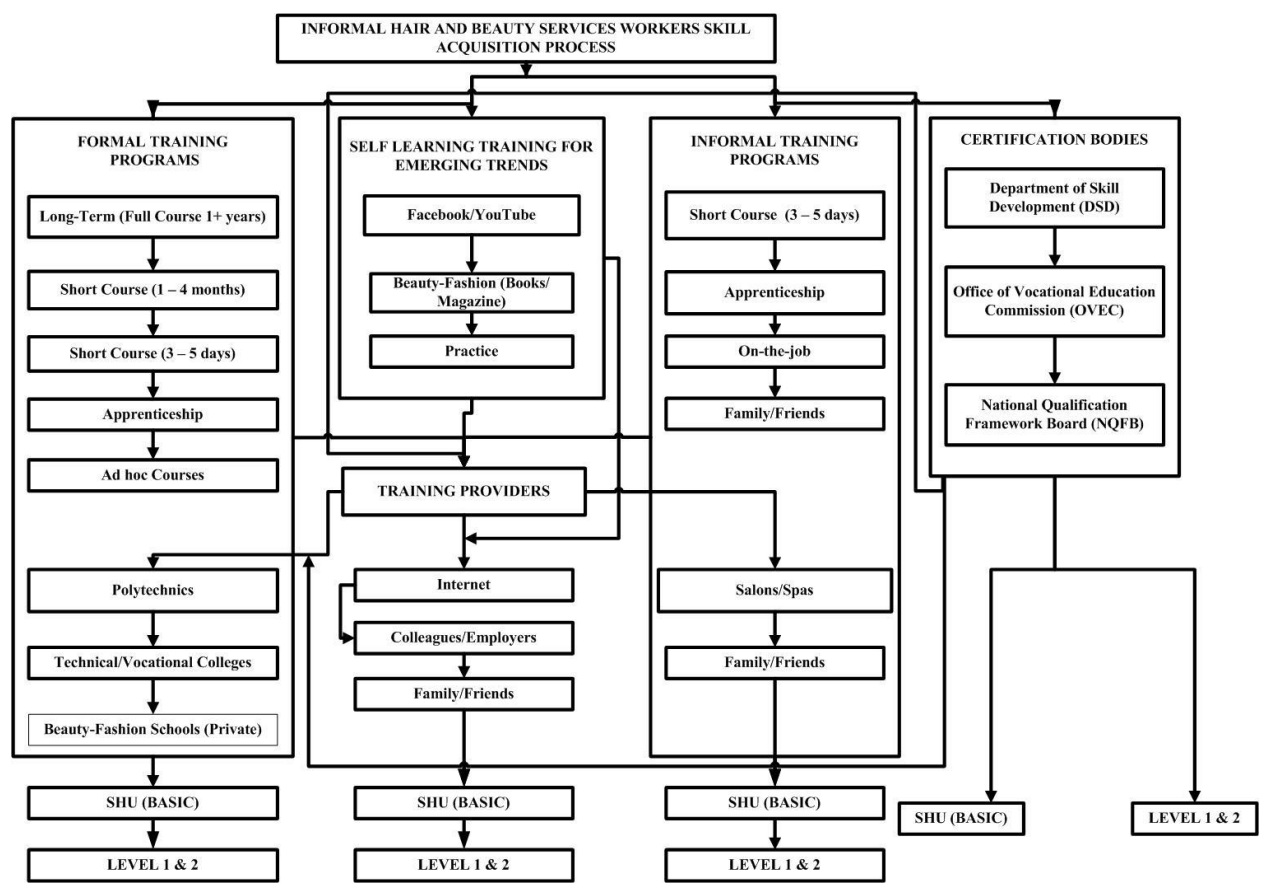 INFORMAL HAIR AND BEAUTY SERVICES WORKERS SKILL
ACQUISITION PROCESS
FORMAL TRAINING
PROGRAMS
Long-Term (Full Course 1+ years)
Short Course (1 – 4 months)
Short Course (3 – 5 days)
Apprenticeship
Ad hoc Courses
Polytechnics
Technical/Vocational Colleges
Beauty-Fashion Schools (Private)
SHU (BASIC)
LEVEL 1 & 2
SELF LEARNING TRAINING FOR
EMERGING TRENDS
Facebook/YouTube
Beauty-Fashion (Books/
Magazine)
Practice
TRAINING PROVIDERS
Internet
Colleagues/Employers
Family/Friends
SHU (BASIC)
LEVEL 1 & 2
INFORMAL TRAINING
PROGRAMS
Short Course (3 – 5 days)
Apprenticeship
On-the-job
Family/Friends
Salons/Spas
Family/Friends
SHU (BASIC)
LEVEL 1 & 2
CERTIFICATION BODIES
Department of Skill
Development (DSD)
Office of Vocational Education
Commission (OVEC)
National Qualification
Framework Board (NQFB)
SHU (BASIC)
LEVEL 1 & 2